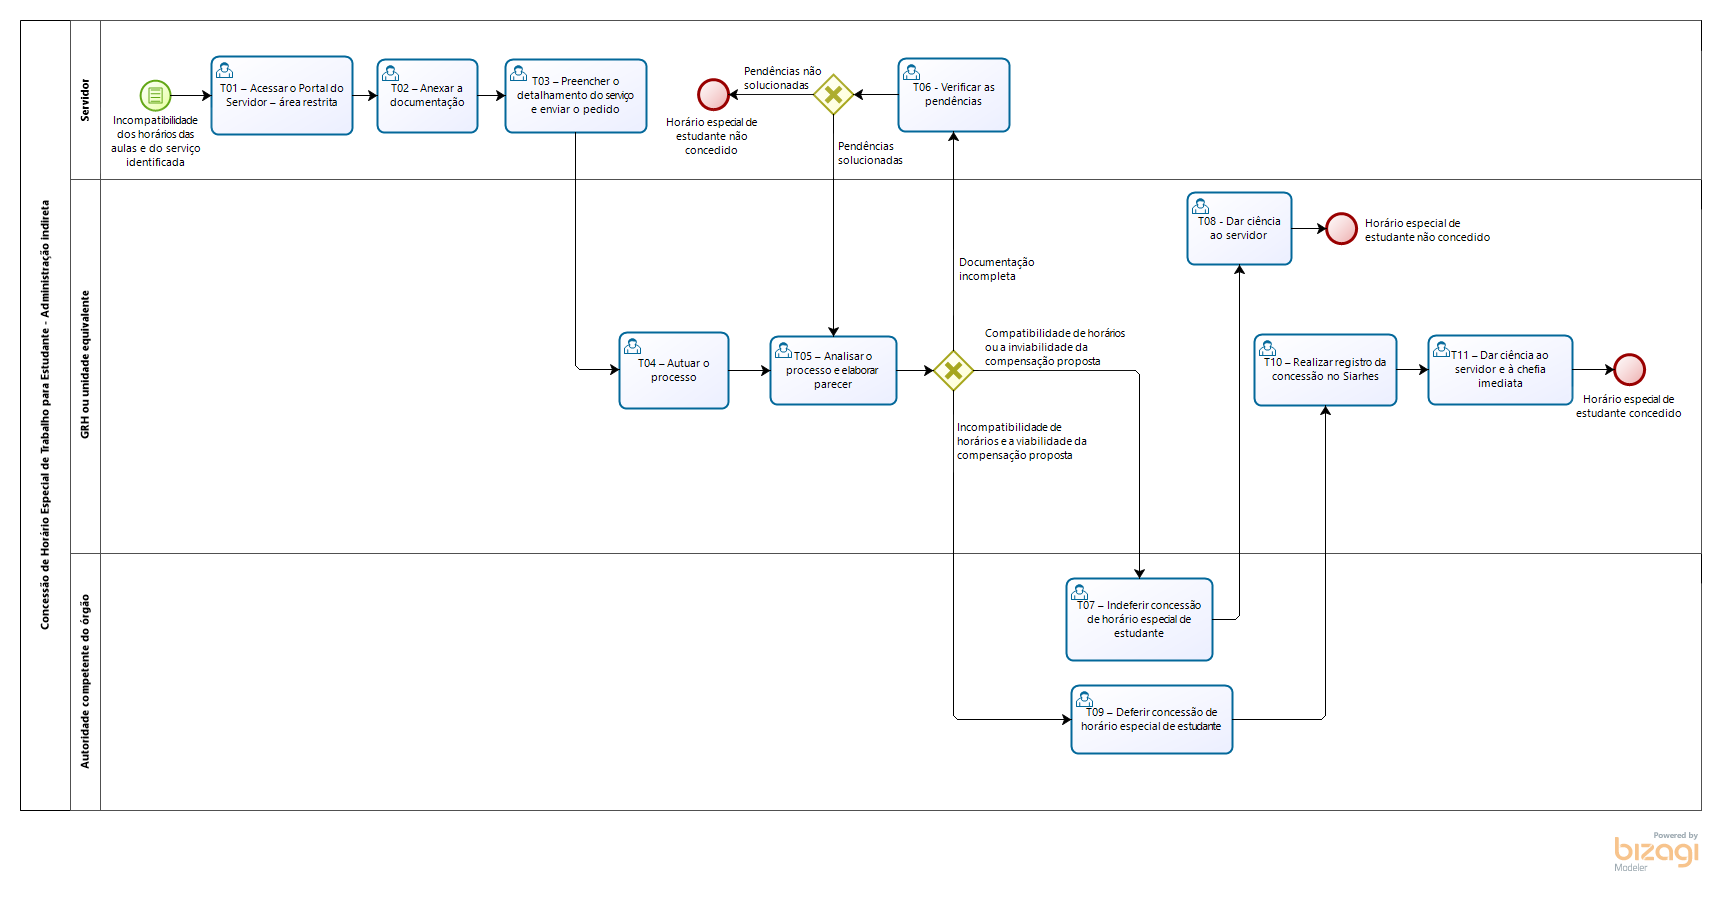 Concessão de Horário Especial de Trabalho para Estudante - Administração indireta
Servidor
Incompatibilidade
dos horários das
aulas e do serviço
identificada
T01 – Acessar o Portal do
Servidor – área restrita
T02 – Anexar a
documentação
T03 – Preencher o
detalhamento do serviço
e enviar o pedido
Horário especial de
estudante não
concedido
Pendências não
solucionadas
Pendências
solucionadas
T06 - Verificar as
pendências
GRH ou unidade equivalente
T04 – Autuar o
processo
T05 – Analisar o
processo e elaborar
parecer
Documentação
incompleta
Compatibilidade de horários
ou a inviabilidade da
compensação proposta
Incompatibilidade de
horários e a viabilidade da
compensação proposta
T08 - Dar ciência
ao servidor
Horário especial de
estudante não concedido
T10 – Realizar registro da
concessão no Siarhes
T11 – Dar ciência ao
servidor e à chefia
imediata
Horário especial de
estudante concedido
Autoridade competente do órgão
T07 – Indeferir concessão
de horário especial de
estudante
T09 – Deferir concessão de
horário especial de estudante
Powered by
bizagi
Modeler